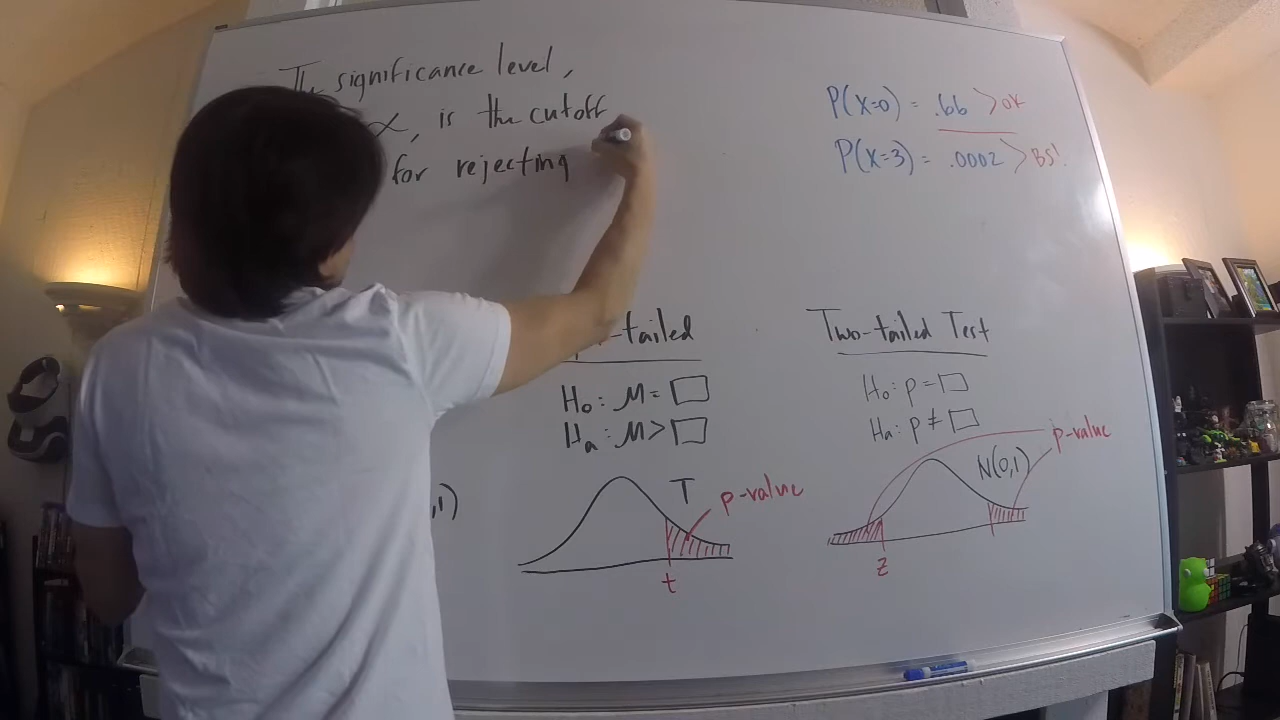 The significance level,
α, is the cutoff
for rejecting
P(X=0) = .66 > OK
P(X=3) = .0002 > BS!
-tailed
H₀: μ = □
Hₐ: μ > □
T
p-value
t
Two-tailed Test
H₀: p = □
Hₐ: p ≠ □
p-value
N(0,1)
z
,1)